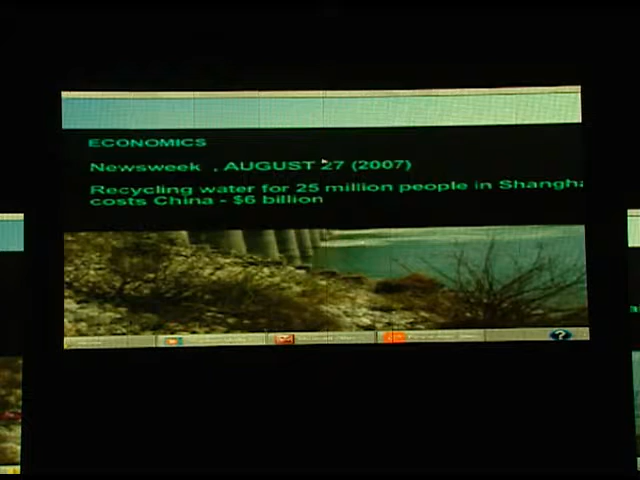 ECONOMICS
Newsweek , AUGUST 27 (2007)
Recycling water for 25 million people in Shangha
costs China - $6 billion
?